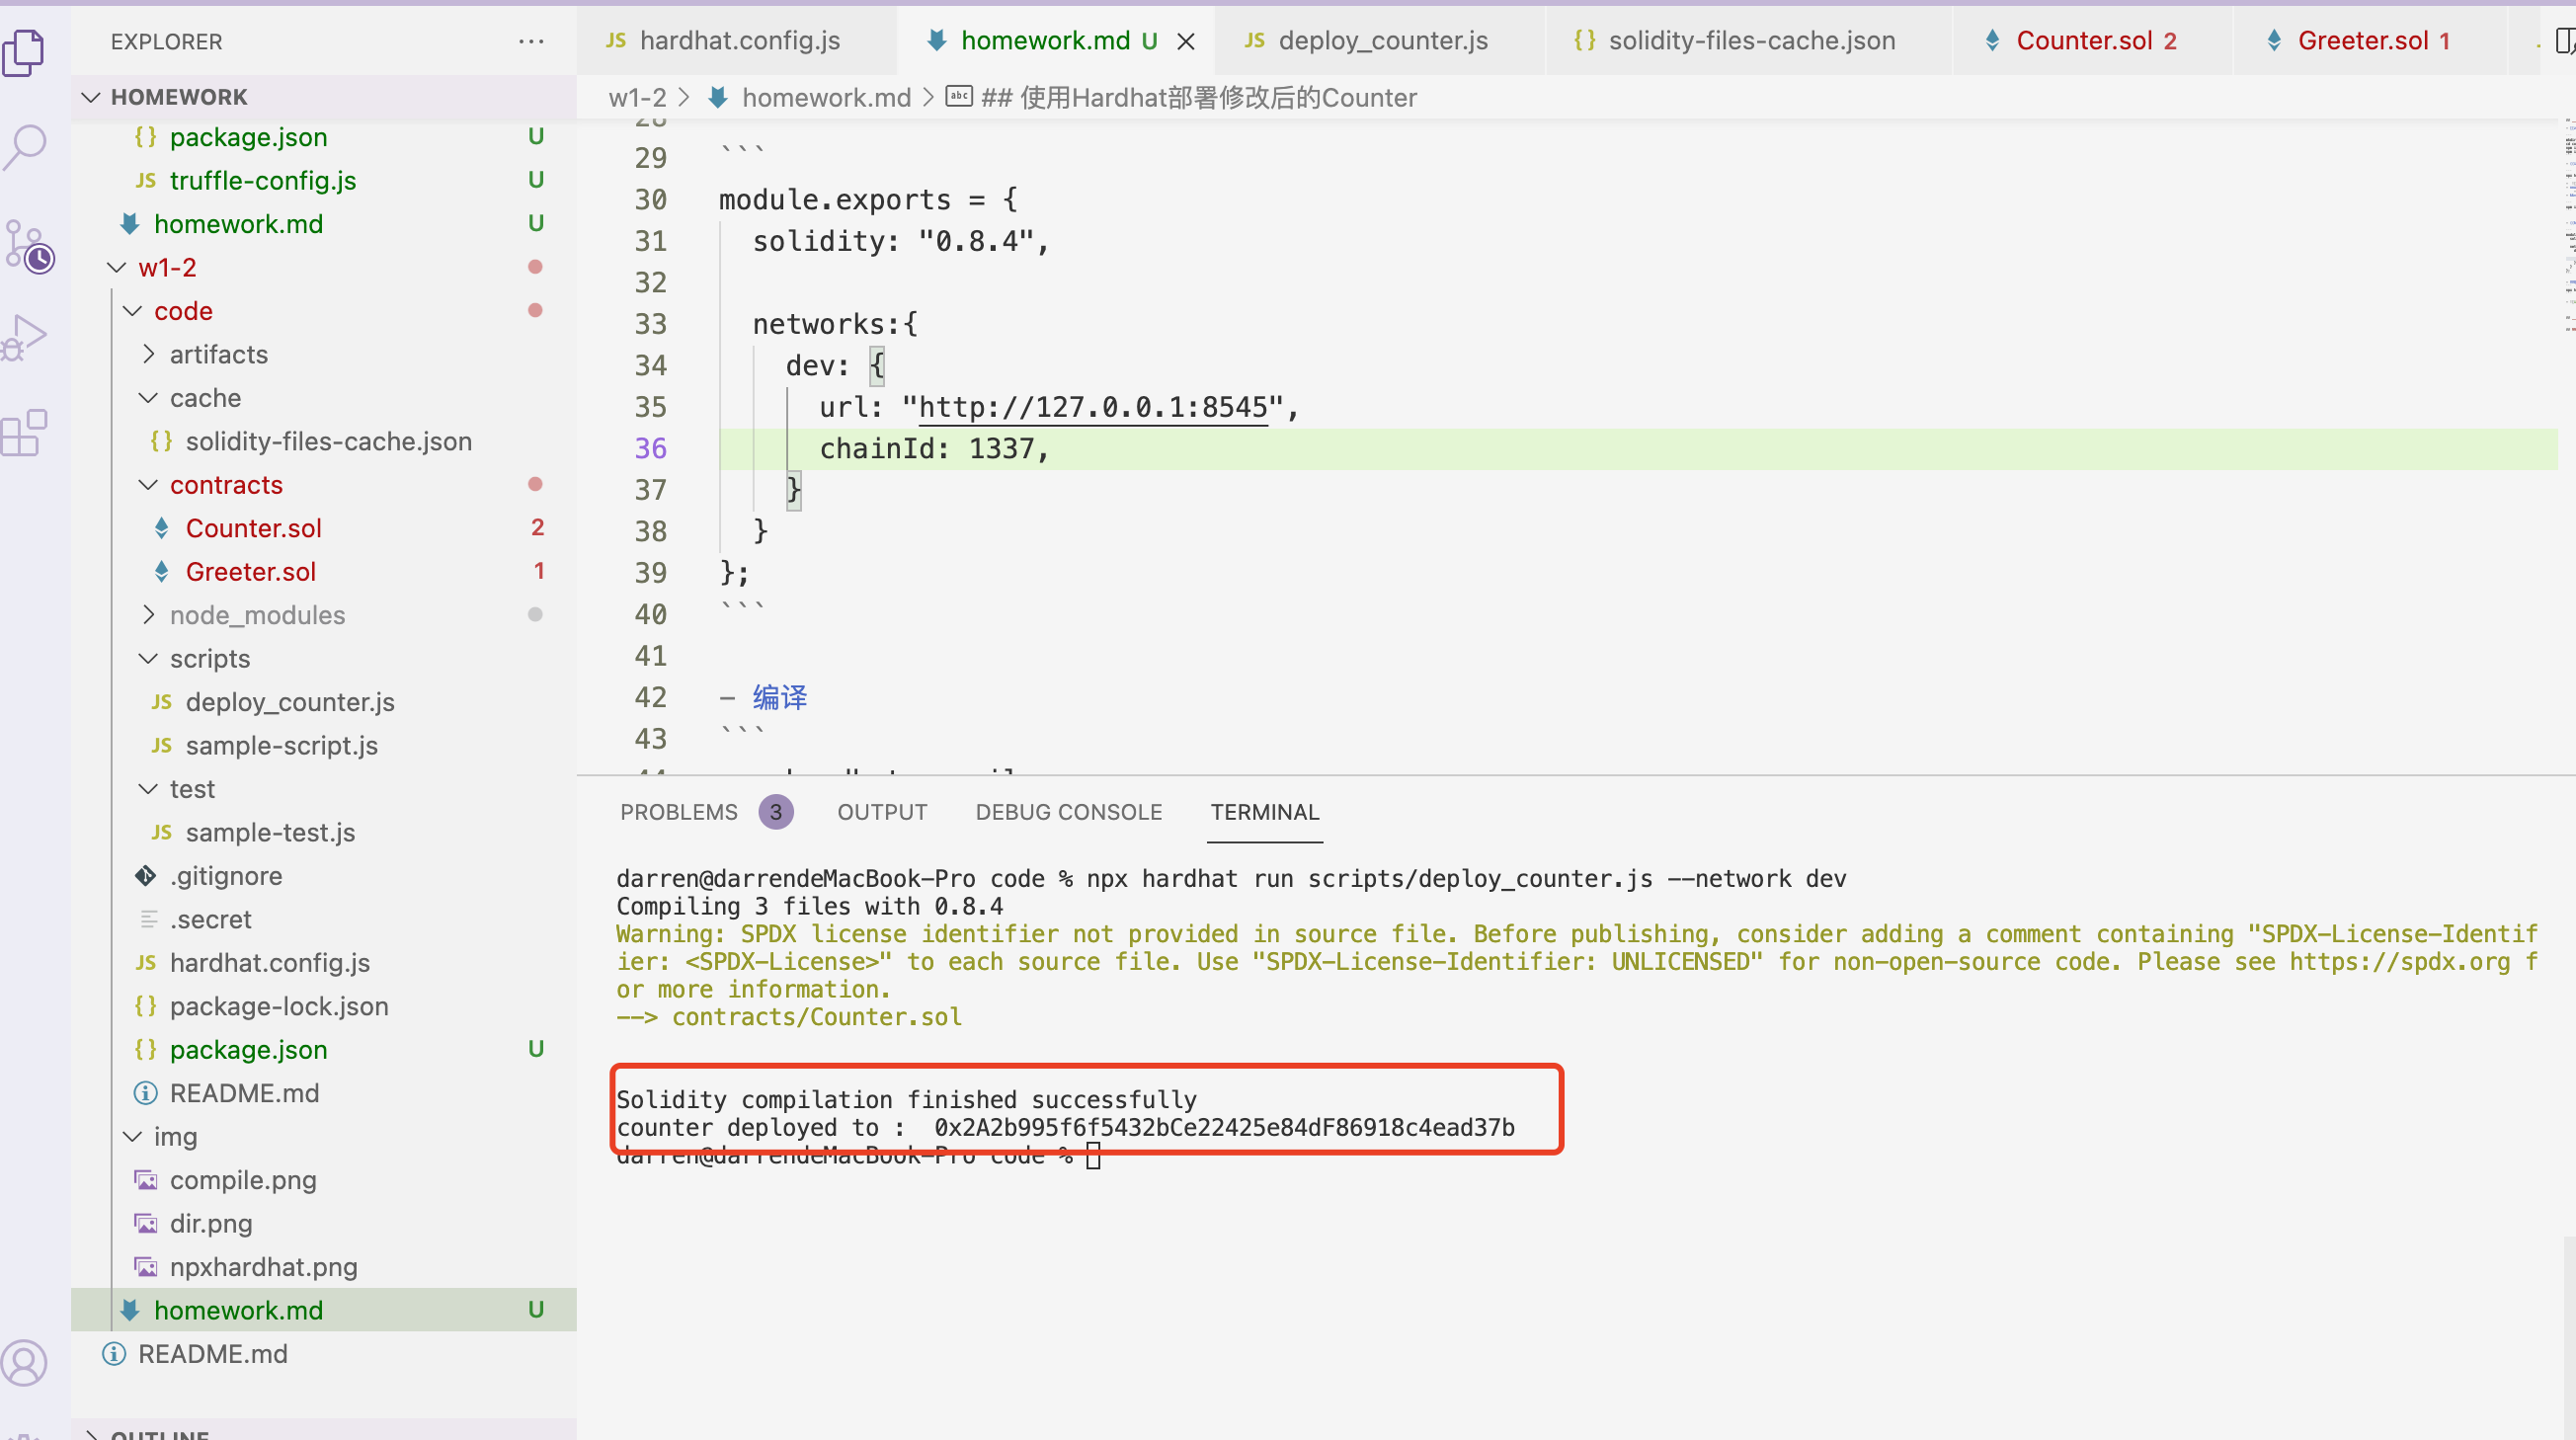 EXPLORER
HOMEWORK
package.json U
truffle-config.js U
homework.md U
w1-2
code
artifacts
cache
solidity-files-cache.json
contracts
Counter.sol 2
Greeter.sol 1
node_modules
scripts
deploy_counter.js
sample-script.js
test
sample-test.js
.gitignore
.secret
hardhat.config.js
package-lock.json
package.json U
README.md
img
compile.png
dir.png
npxhardhat.png
homework.md U
README.md
OUTLINE
JS hardhat.config.js
homework.md U
JS deploy_counter.js
{} solidity-files-cache.json
Counter.sol 2
Greeter.sol 1
w1-2 > homework.md > abc ## 使用Hardhat部署修改后的Counter
28
29 ```
30 module.exports = {
31 solidity: "0.8.4",
32
33 networks:{
34 dev: {
35 url: "http://127.0.0.1:8545",
36 chainId: 1337,
37 }
38 }
39 };
40 ```
41
42 - 编译
43 ```
PROBLEMS 3 OUTPUT DEBUG CONSOLE TERMINAL
darren@darrendeMacBook-Pro code % npx hardhat run scripts/deploy_counter.js --network dev
Compiling 3 files with 0.8.4
Warning: SPDX license identifier not provided in source file. Before publishing, consider adding a comment containing "SPDX-License-Identif
ier: <SPDX-License>" to each source file. Use "SPDX-License-Identifier: UNLICENSED" for non-open-source code. Please see https://spdx.org f
or more information.
--> contracts/Counter.sol
Solidity compilation finished successfully
counter deployed to :  0x2A2b995f6f5432bCe22425e84dF86918c4ead37b
darren@darrendeMacBook-Pro code %